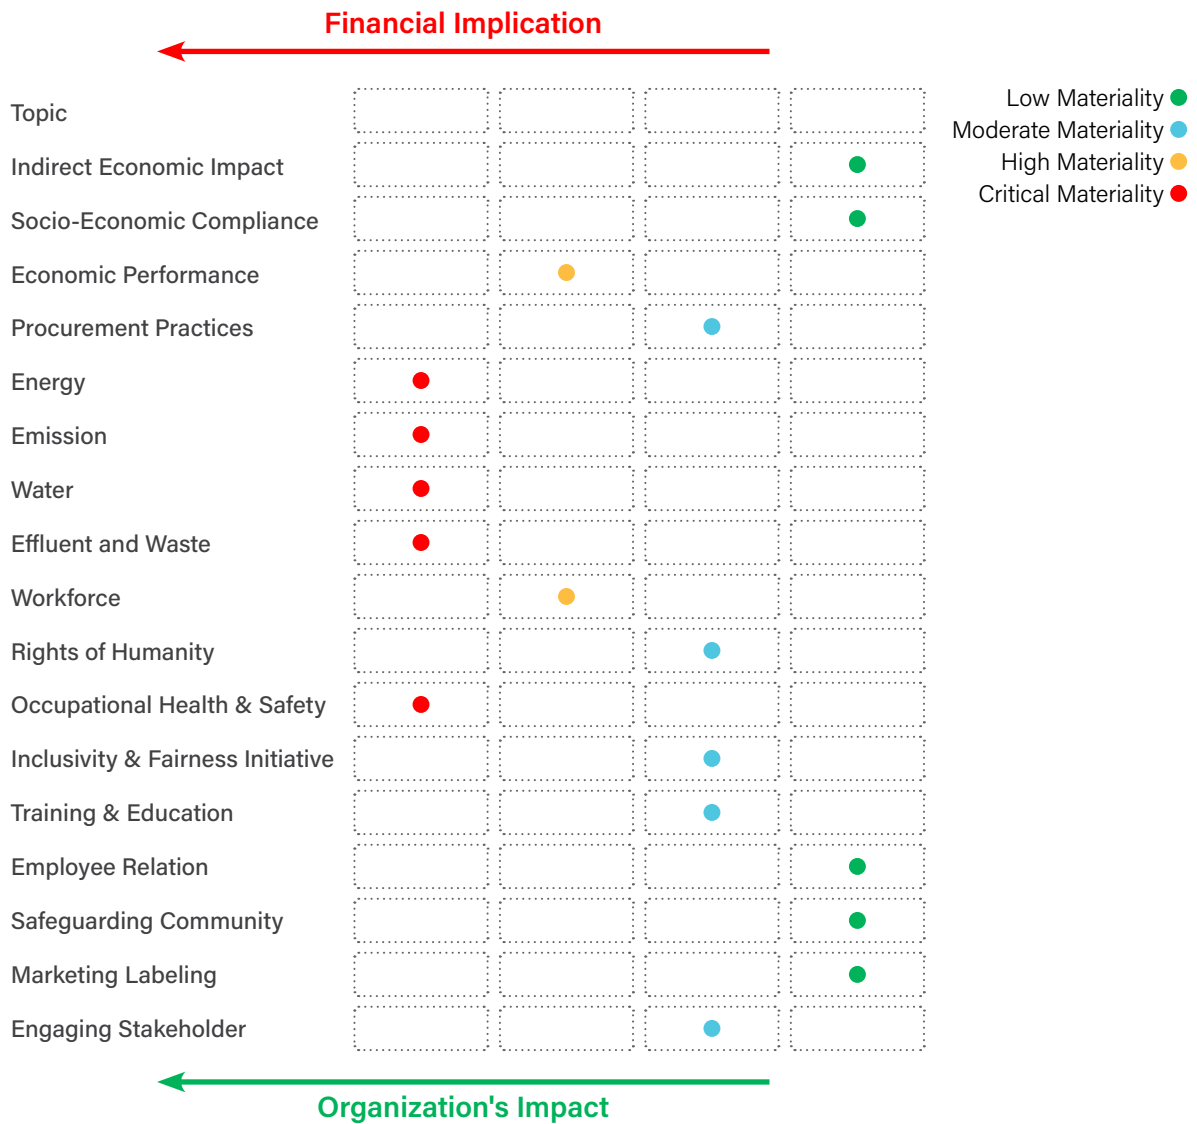 Financial Implication
Topic
Low Materiality
Moderate Materiality
High Materiality
Critical Materiality
Indirect Economic Impact
Socio-Economic Compliance
Economic Performance
Procurement Practices
Energy
Emission
Water
Effluent and Waste
Workforce
Rights of Humanity
Occupational Health & Safety
Inclusivity & Fairness Initiative
Training & Education
Employee Relation
Safeguarding Community
Marketing Labeling
Engaging Stakeholder
Organization's Impact